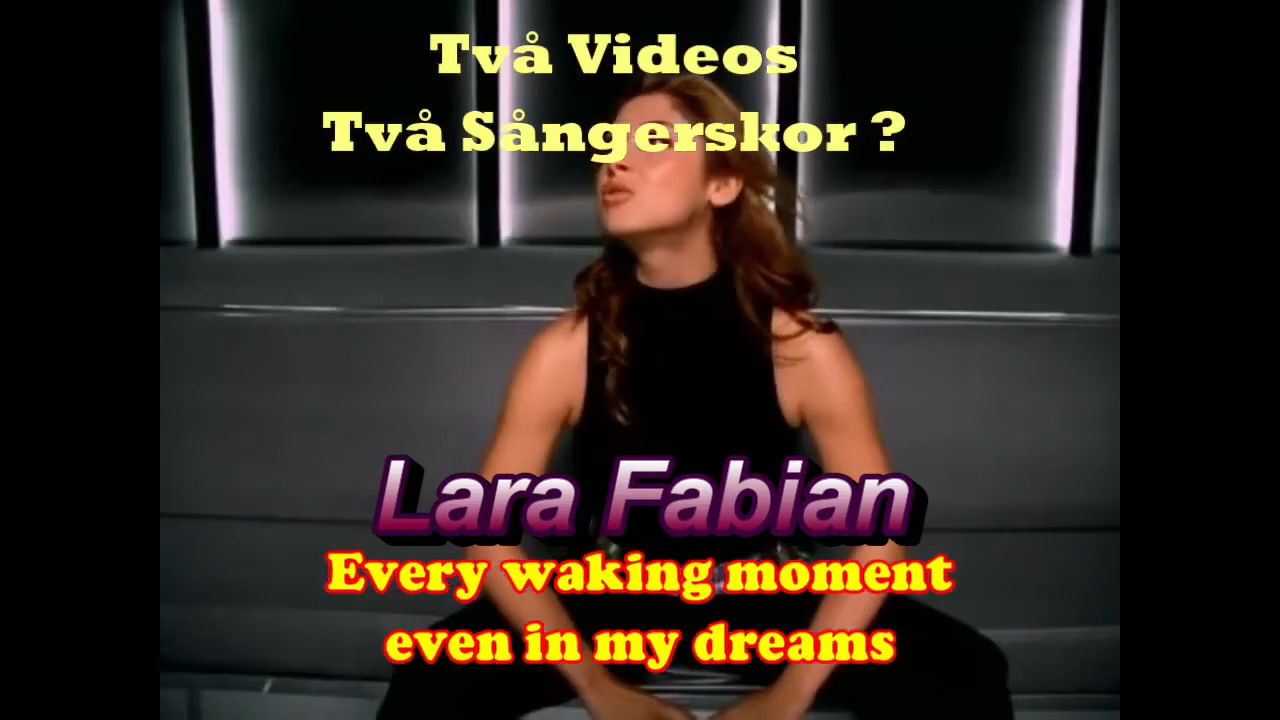 Två Videos
Två Sångerskor ?
Lara Fabian
Every waking moment
even in my dreams